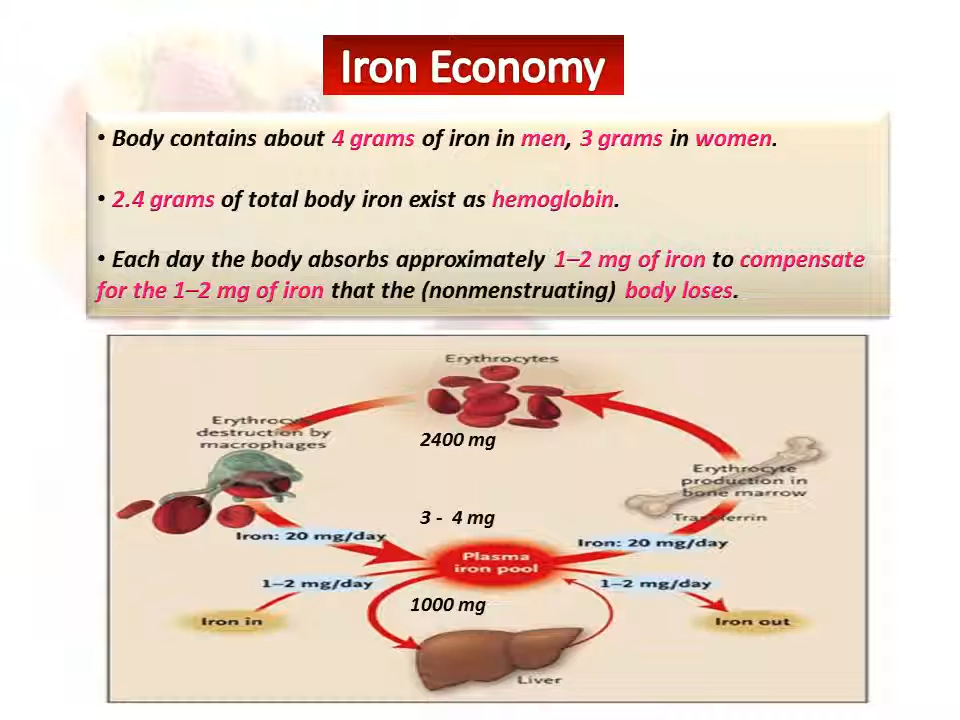 Iron Economy
• Body contains about 4 grams of iron in men, 3 grams in women.
• 2.4 grams of total body iron exist as hemoglobin.
• Each day the body absorbs approximately 1–2 mg of iron to compensate
for the 1–2 mg of iron that the (nonmenstruating) body loses.
Erythrocytes
Erythrocyte
destruction by
macrophages
2400 mg
Erythrocyte
production in
bone marrow
3 - 4 mg
Transferrin
Iron: 20 mg/day
Iron: 20 mg/day
Plasma
iron pool
1–2 mg/day
1–2 mg/day
1000 mg
Iron in
Iron out
Liver